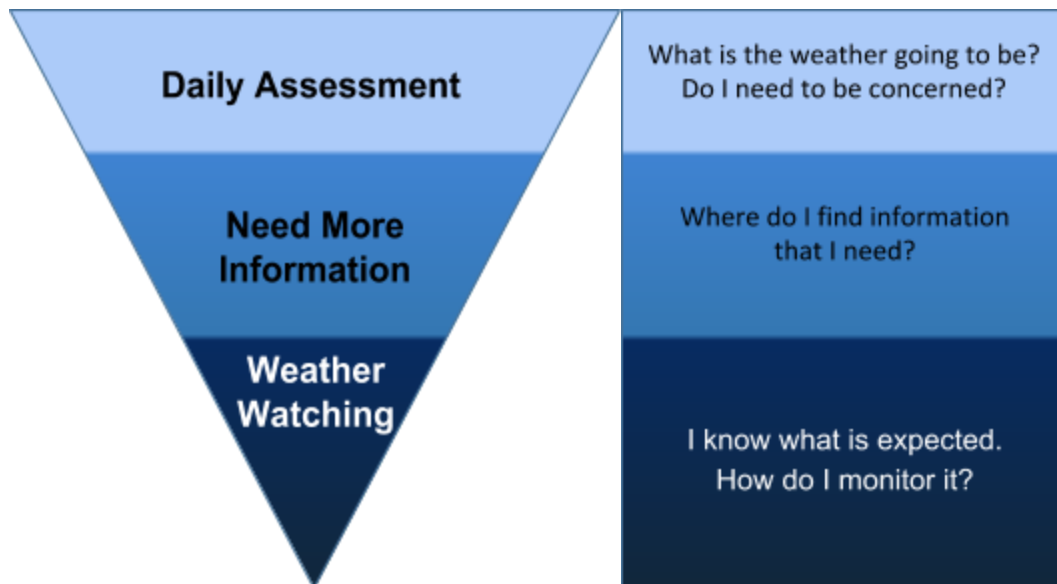 Daily Assessment
What is the weather going to be?
Do I need to be concerned?
Need More
Information
Where do I find information
that I need?
Weather
Watching
I know what is expected.
How do I monitor it?